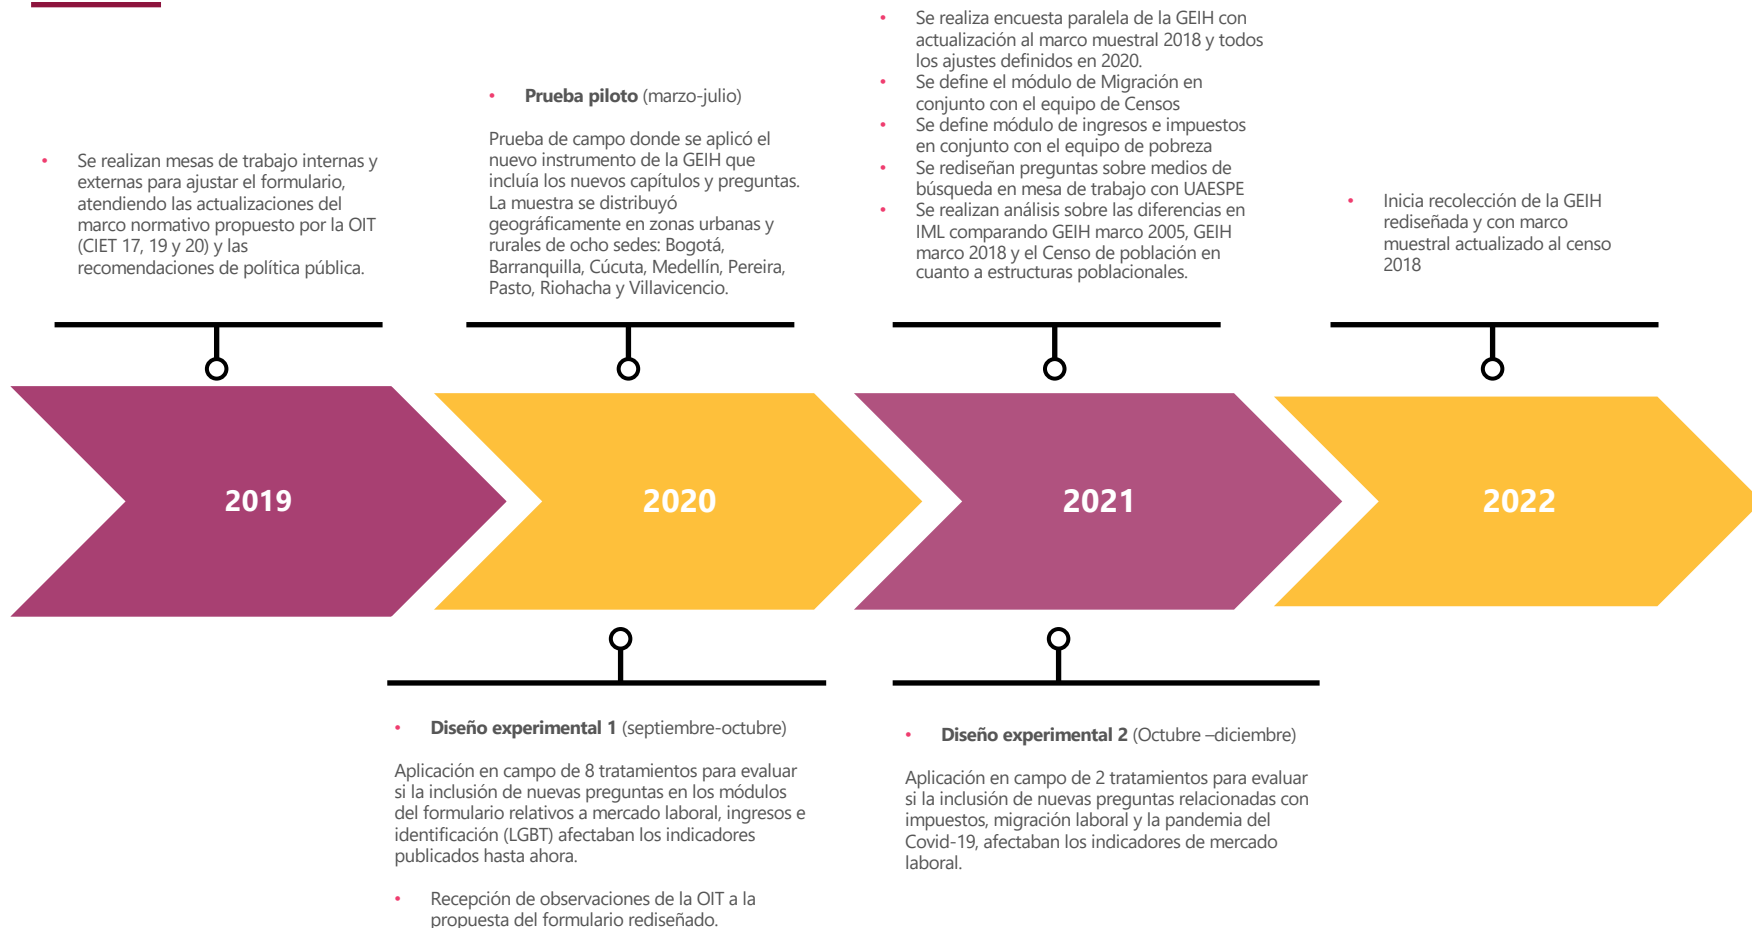 • Se realizan mesas de trabajo internas y
externas para ajustar el formulario,
atendiendo las actualizaciones del
marco normativo propuesto por la OIT
(CIET 17, 19 y 20) y las
recomendaciones de política pública.
• Prueba piloto (marzo-julio)
Prueba de campo donde se aplicó el
nuevo instrumento de la GEIH que
incluía los nuevos capítulos y preguntas.
La muestra se distribuyó
geográficamente en zonas urbanas y
rurales de ocho sedes: Bogotá,
Barranquilla, Cúcuta, Medellín, Pereira,
Pasto, Riohacha y Villavicencio.
• Se realiza encuesta paralela de la GEIH con
actualización al marco muestral 2018 y todos
los ajustes definidos en 2020.
• Se define el módulo de Migración en
conjunto con el equipo de Censos
• Se define módulo de ingresos e impuestos
en conjunto con el equipo de pobreza
• Se rediseñan preguntas sobre medios de
búsqueda en mesa de trabajo con UAESPE
• Se realizan análisis sobre las diferencias en
IML comparando GEIH marco 2005, GEIH
marco 2018 y el Censo de población en
cuanto a estructuras poblacionales.
• Inicia recolección de la GEIH
rediseñada y con marco
muestral actualizado al censo
2018
2019
2020
2021
2022
• Diseño experimental 1 (septiembre-octubre)
Aplicación en campo de 8 tratamientos para evaluar
si la inclusión de nuevas preguntas en los módulos
del formulario relativos a mercado laboral, ingresos e
identificación (LGBT) afectaban los indicadores
publicados hasta ahora.
• Recepción de observaciones de la OIT a la
propuesta del formulario rediseñado.
• Diseño experimental 2 (Octubre –diciembre)
Aplicación en campo de 2 tratamientos para evaluar
si la inclusión de nuevas preguntas relacionadas con
impuestos, migración laboral y la pandemia del
Covid-19, afectaban los indicadores de mercado
laboral.